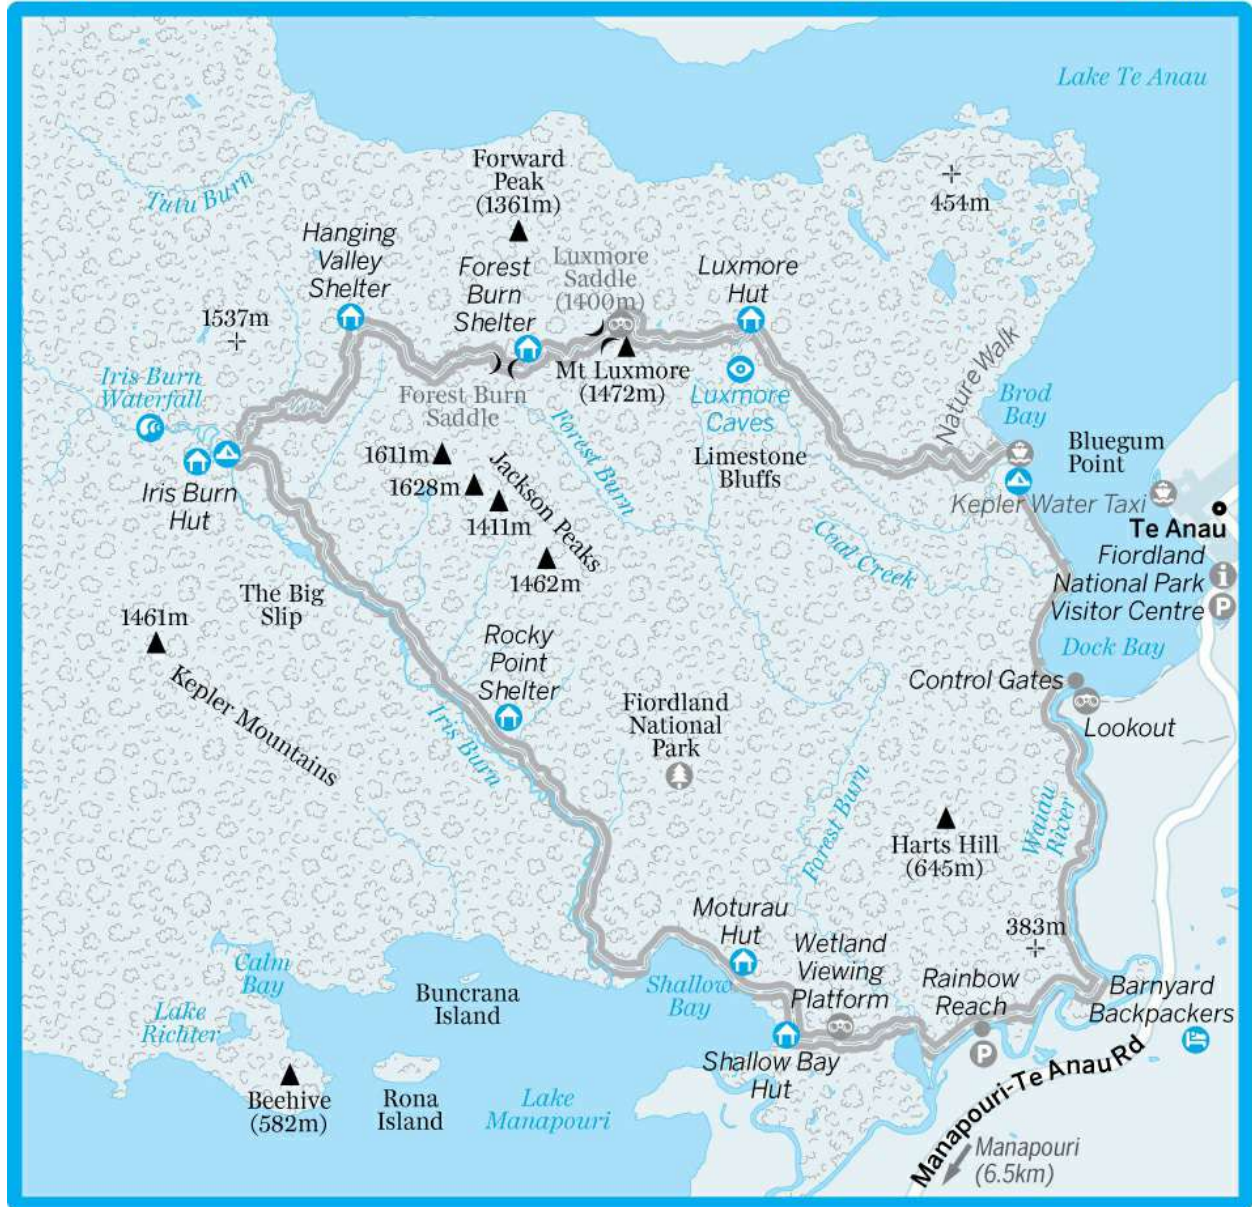 Lake Te Anau
Tutu Burn
Forward
Peak
(1361m)
454m
Hanging
Valley
Shelter
Forest
Burn
Shelter
Luxmore
Saddle
(1400m)
Luxmore
Hut
1537m
Iris Burn
Waterfall
Mt Luxmore
(1472m)
Forest Burn
Saddle
Luxmore
Caves
Nature Walk
Brod
Bay
Bluegum
Point
Forest Burn
Limestone
Bluffs
1611m
1628m
1411m
1462m
Jackson Peaks
Iris Burn
Hut
Kepler Water Taxi
Te Anau
Coal Creek
Fiordland
National Park
Visitor Centre
P
The Big
Slip
1461m
Kepler Mountains
Rocky
Point
Shelter
Dock Bay
Control Gates
Lookout
Iris Burn
Fiordland
National
Park
Forest Burn
Harts Hill
(645m)
Waiau
River
383m
Moturau
Hut
Wetland
Viewing
Platform
Rainbow
Reach
P
Barnyard
Backpackers
Calm
Bay
Lake
Richter
Buncrana
Island
Shallow
Bay
Shallow Bay
Hut
Beehive
(582m)
Rona
Island
Lake
Manapouri
Manapouri-Te Anau Rd
Manapouri
(6.5km)